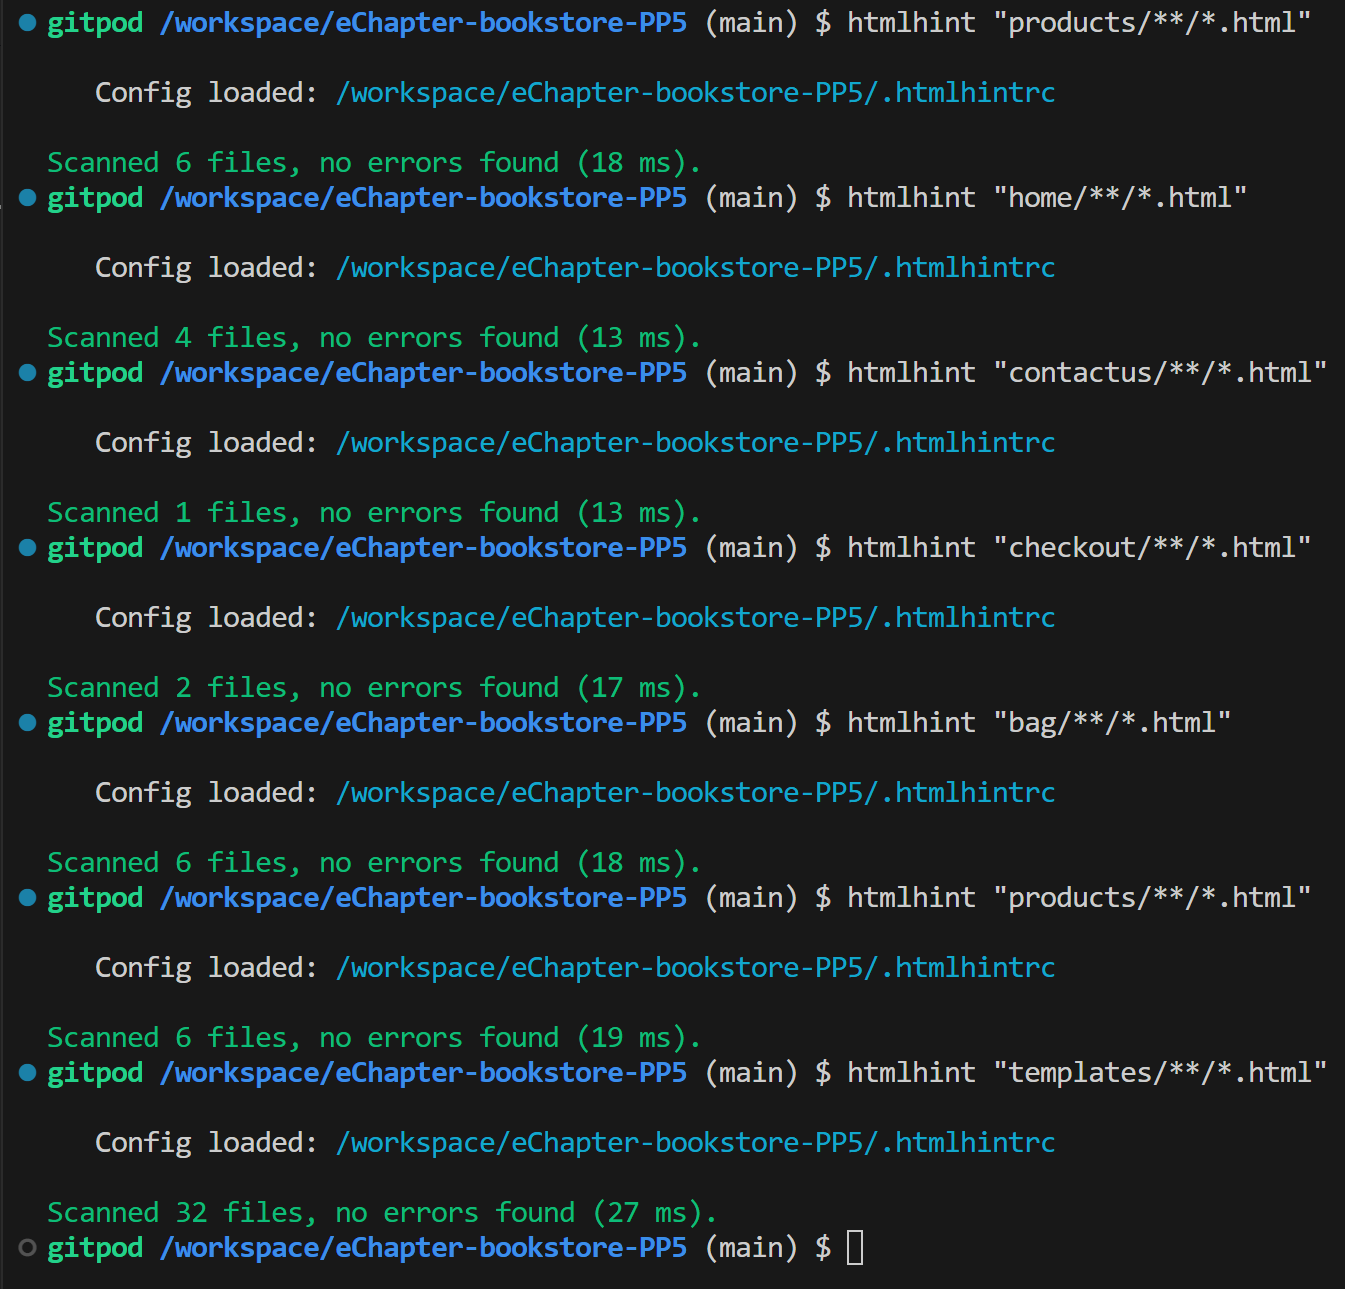 gitpod /workspace/eChapter-bookstore-PP5 (main) $ htmlhint "products/**/*.html"
Config loaded: /workspace/eChapter-bookstore-PP5/.htmlhintrc
Scanned 6 files, no errors found (18 ms).
gitpod /workspace/eChapter-bookstore-PP5 (main) $ htmlhint "home/**/*.html"
Config loaded: /workspace/eChapter-bookstore-PP5/.htmlhintrc
Scanned 4 files, no errors found (13 ms).
gitpod /workspace/eChapter-bookstore-PP5 (main) $ htmlhint "contactus/**/*.html"
Config loaded: /workspace/eChapter-bookstore-PP5/.htmlhintrc
Scanned 1 files, no errors found (13 ms).
gitpod /workspace/eChapter-bookstore-PP5 (main) $ htmlhint "checkout/**/*.html"
Config loaded: /workspace/eChapter-bookstore-PP5/.htmlhintrc
Scanned 2 files, no errors found (17 ms).
gitpod /workspace/eChapter-bookstore-PP5 (main) $ htmlhint "bag/**/*.html"
Config loaded: /workspace/eChapter-bookstore-PP5/.htmlhintrc
Scanned 6 files, no errors found (18 ms).
gitpod /workspace/eChapter-bookstore-PP5 (main) $ htmlhint "products/**/*.html"
Config loaded: /workspace/eChapter-bookstore-PP5/.htmlhintrc
Scanned 6 files, no errors found (19 ms).
gitpod /workspace/eChapter-bookstore-PP5 (main) $ htmlhint "templates/**/*.html"
Config loaded: /workspace/eChapter-bookstore-PP5/.htmlhintrc
Scanned 32 files, no errors found (27 ms).
gitpod /workspace/eChapter-bookstore-PP5 (main) $